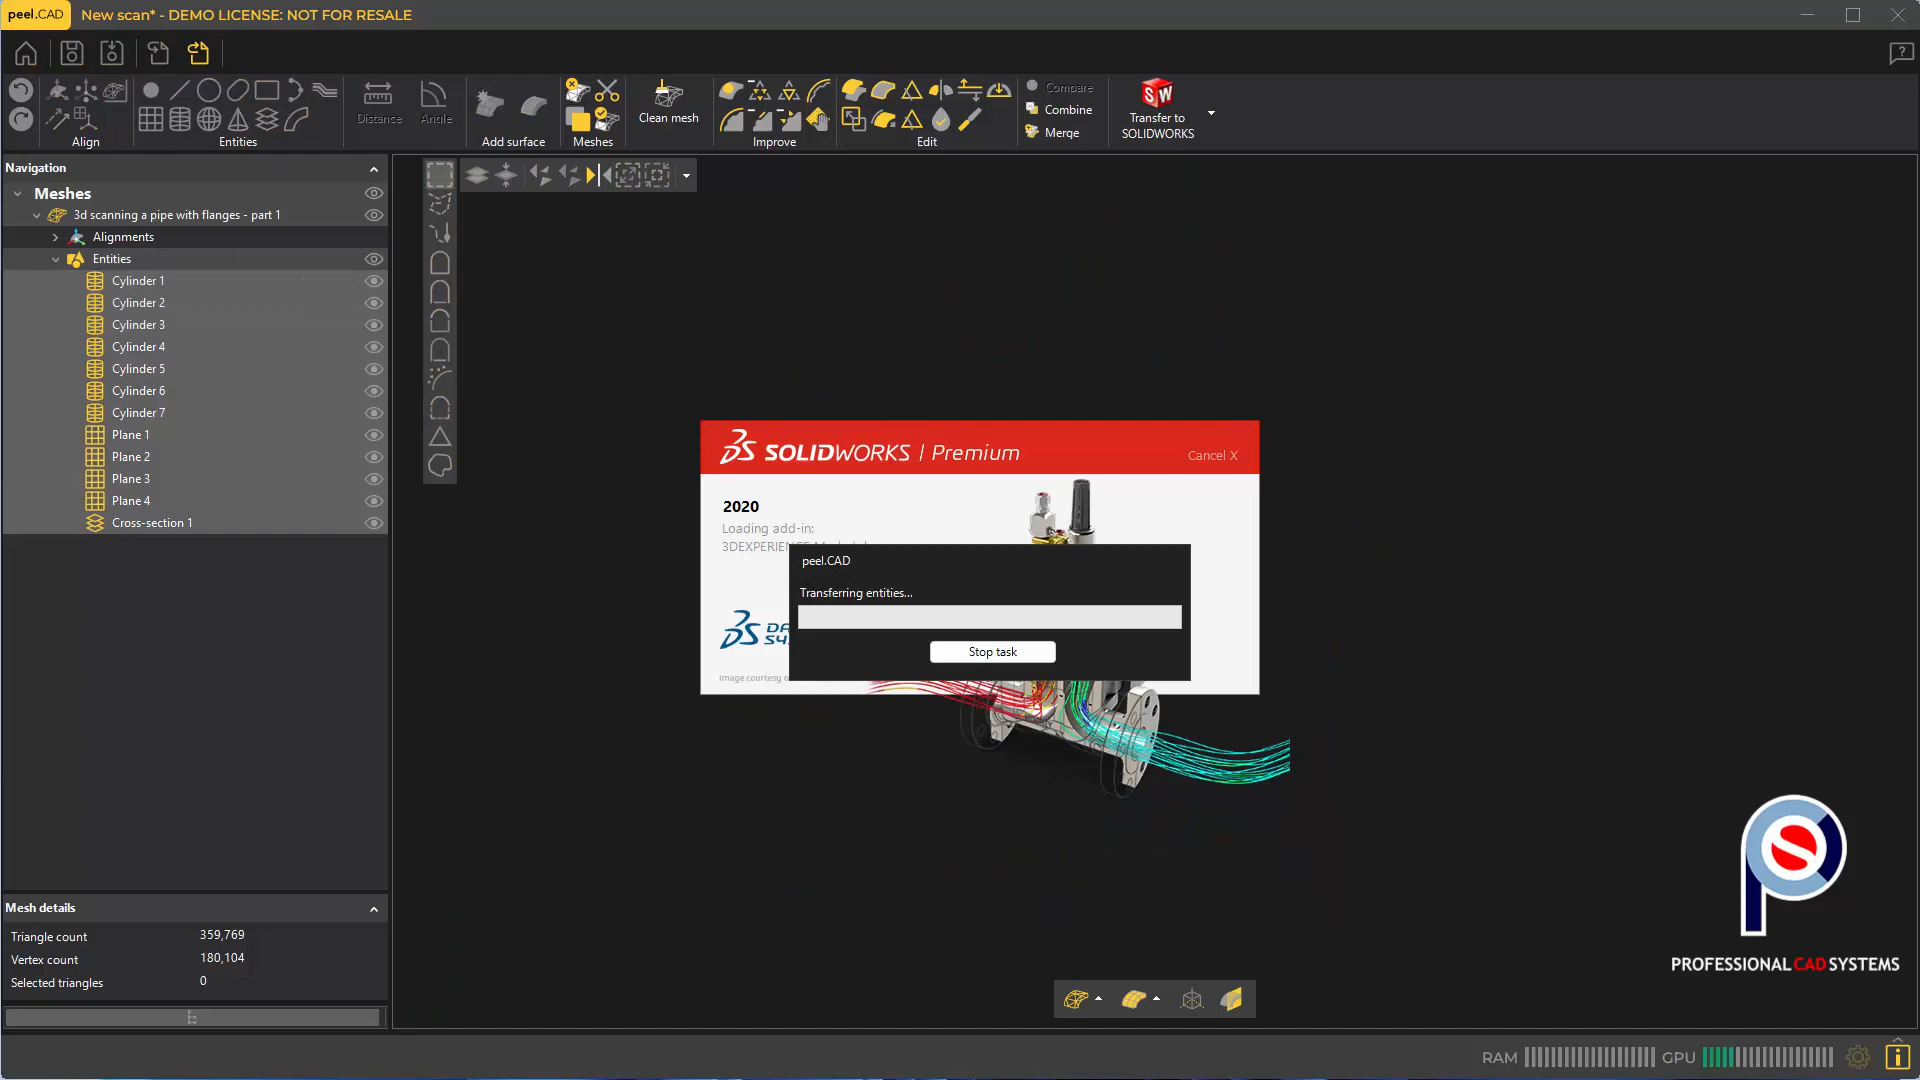 peel.CAD New scan* - DEMO LICENSE: NOT FOR RESALE
Align
Entities
Distance
Angle
Add surface
Meshes
Clean mesh
Improve
Edit
Compare
Combine
Merge
Transfer to
SOLIDWORKS
Navigation
Meshes
3d scanning a pipe with flanges - part 1
Alignments
Entities
Cylinder 1
Cylinder 2
Cylinder 3
Cylinder 4
Cylinder 5
Cylinder 6
Cylinder 7
Plane 1
Plane 2
Plane 3
Plane 4
Cross-section 1
SOLIDWORKS | Premium
Cancel X
2020
Loading add-in:
peel.CAD
Transferring entities...
Stop task
Image courtesy
PROFESSIONAL CAD SYSTEMS
Mesh details
Triangle count 359,769
Vertex count 180,104
Selected triangles 0
RAM
GPU